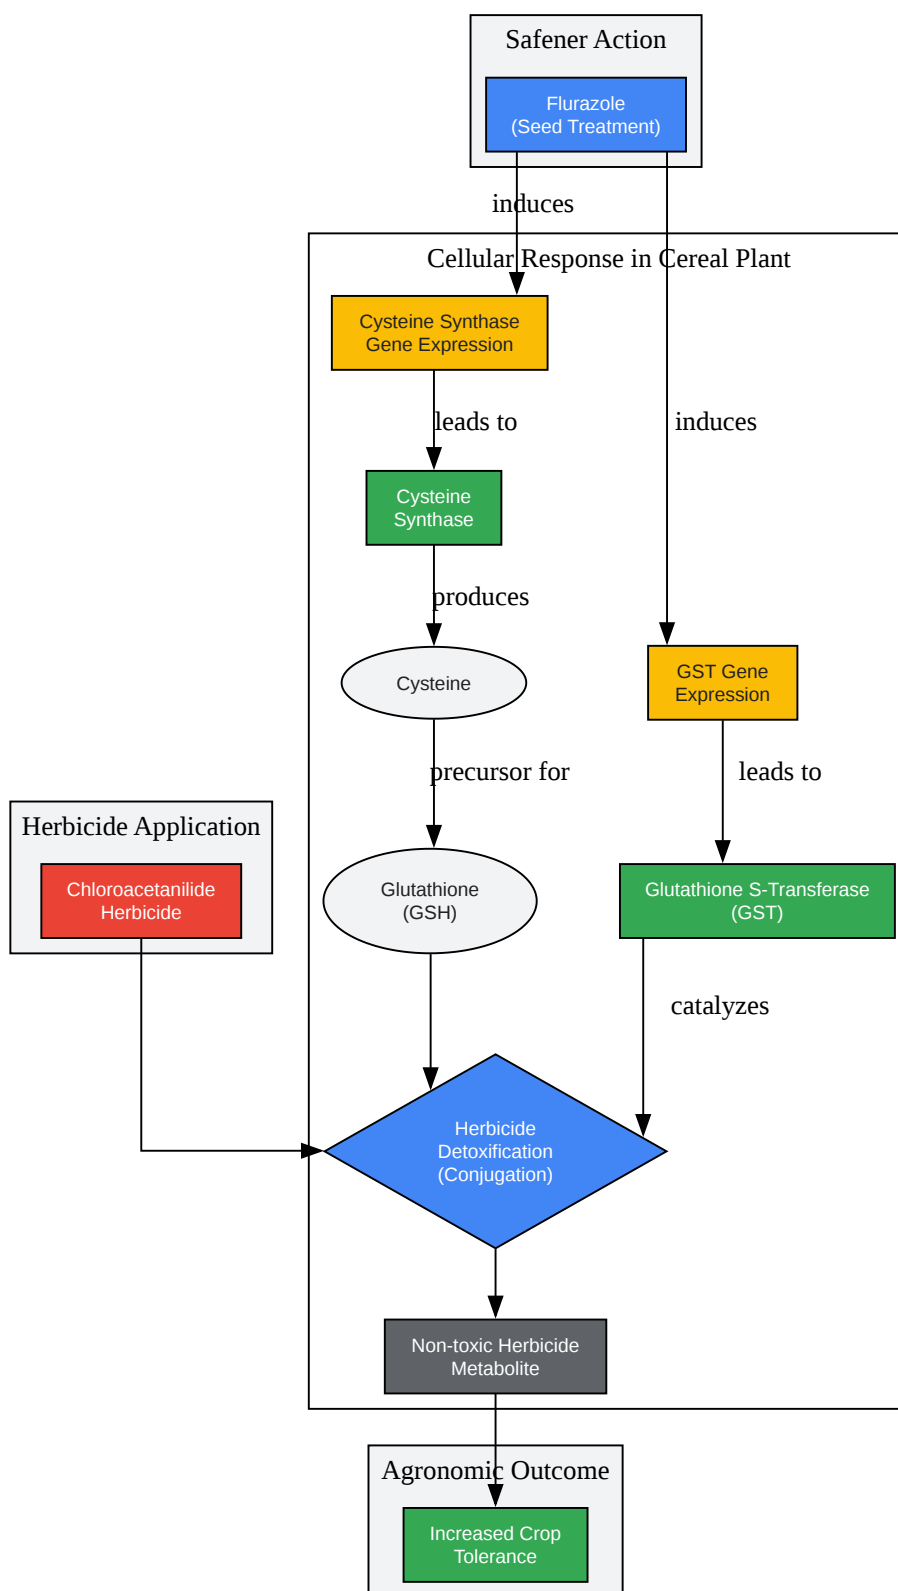 Safener Action
Flurazole
(Seed Treatment)
induces
Cellular Response in Cereal Plant
Cysteine Synthase
Gene Expression
leads to
induces
Cysteine
Synthase
produces
Cysteine
GST Gene
Expression
precursor for
leads to
Herbicide Application
Chloroacetanilide
Herbicide
Glutathione
(GSH)
Glutathione S-Transferase
(GST)
catalyzes
Herbicide
Detoxification
(Conjugation)
Non-toxic Herbicide
Metabolite
Agronomic Outcome
Increased Crop
Tolerance